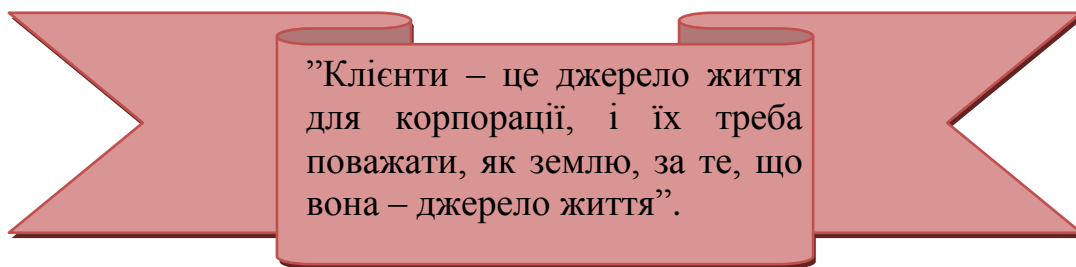 ”Клієнти – це джерело життя
для корпорації, і їх треба
поважати, як землю, за те, що
вона – джерело життя”.